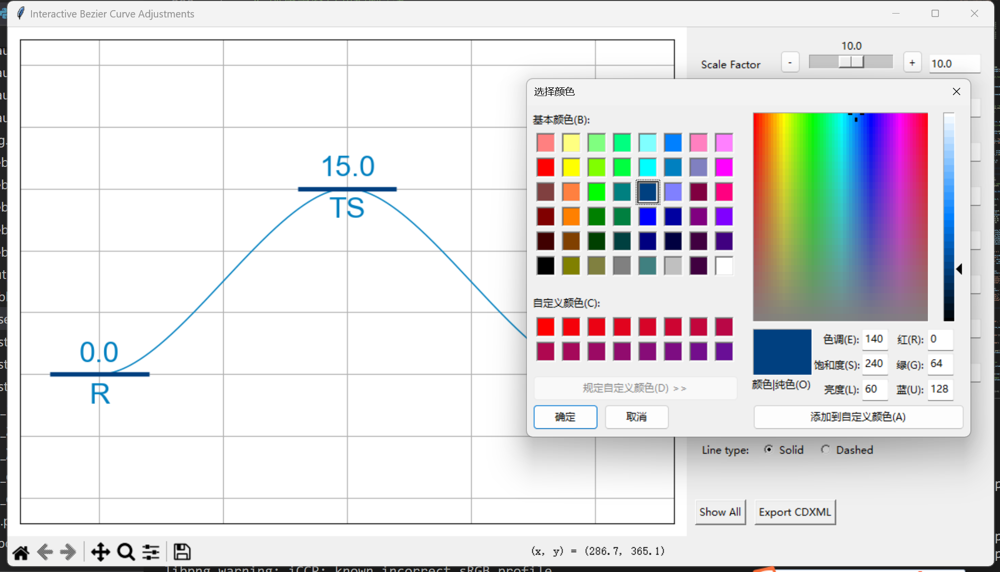 Interactive Bezier Curve Adjustments
10.0
Scale Factor - + 10.0
选择颜色
基本颜色(B):
自定义颜色(C):
规定自定义颜色(D) >>
确定 取消
色调(E): 140 红(R): 0
饱和度(S): 240 绿(G): 64
颜色|纯色(O) 亮度(L): 60 蓝(U): 128
添加到自定义颜色(A)
15.0
TS
0.0
R
Line type: Solid Dashed
Show All Export CDXML
(x, y) = (286.7, 365.1)
libpng warning: iCCP: known incorrect sRGB profile